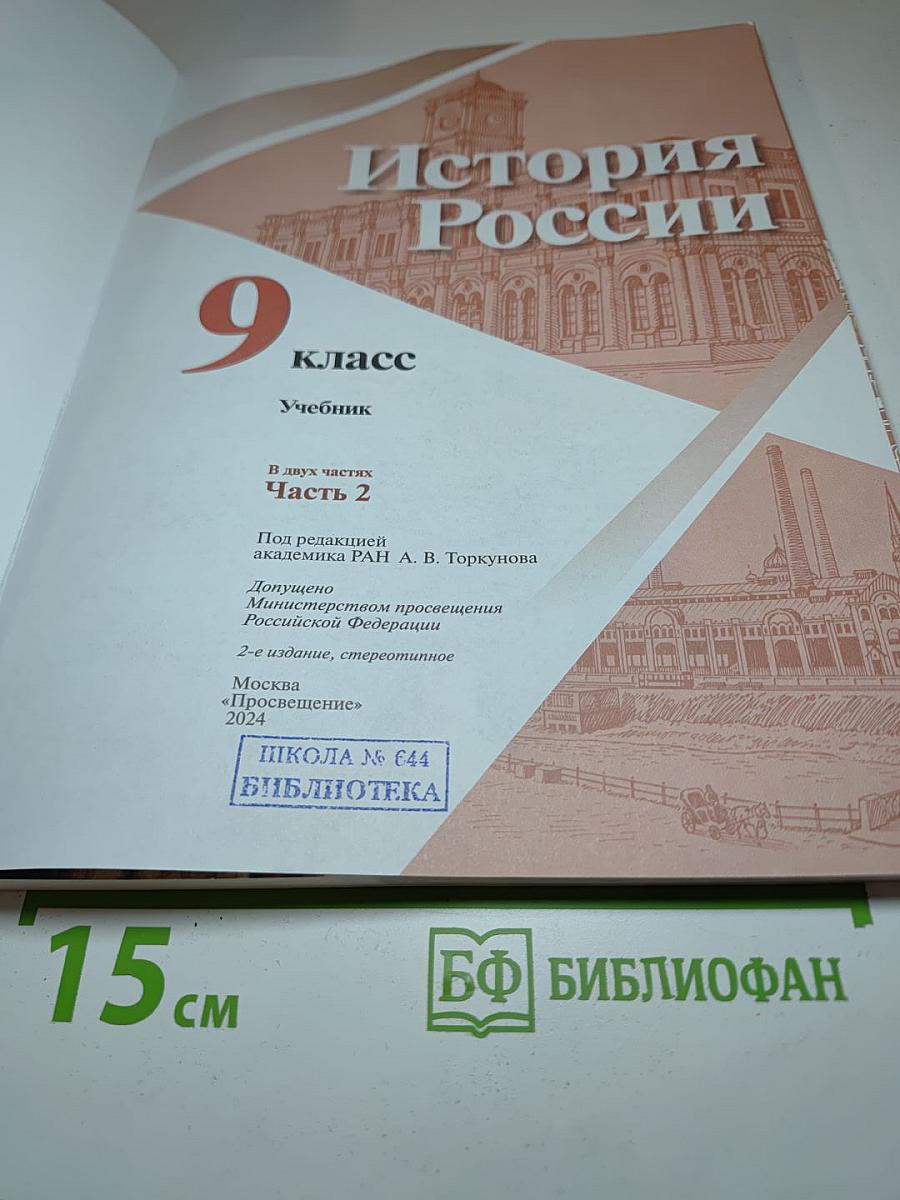 История
России
9 класс
Учебник
В двух частях
Часть 2
Под редакцией
академика РАН А. В. Торкунова
Допущено
Министерством просвещения
Российской Федерации
2-е издание, стереотипное
Москва
«Просвещение»
2024
ШКОЛА № 644
БИБЛИОТЕКА
15 см
БФ БИБЛИОФАН